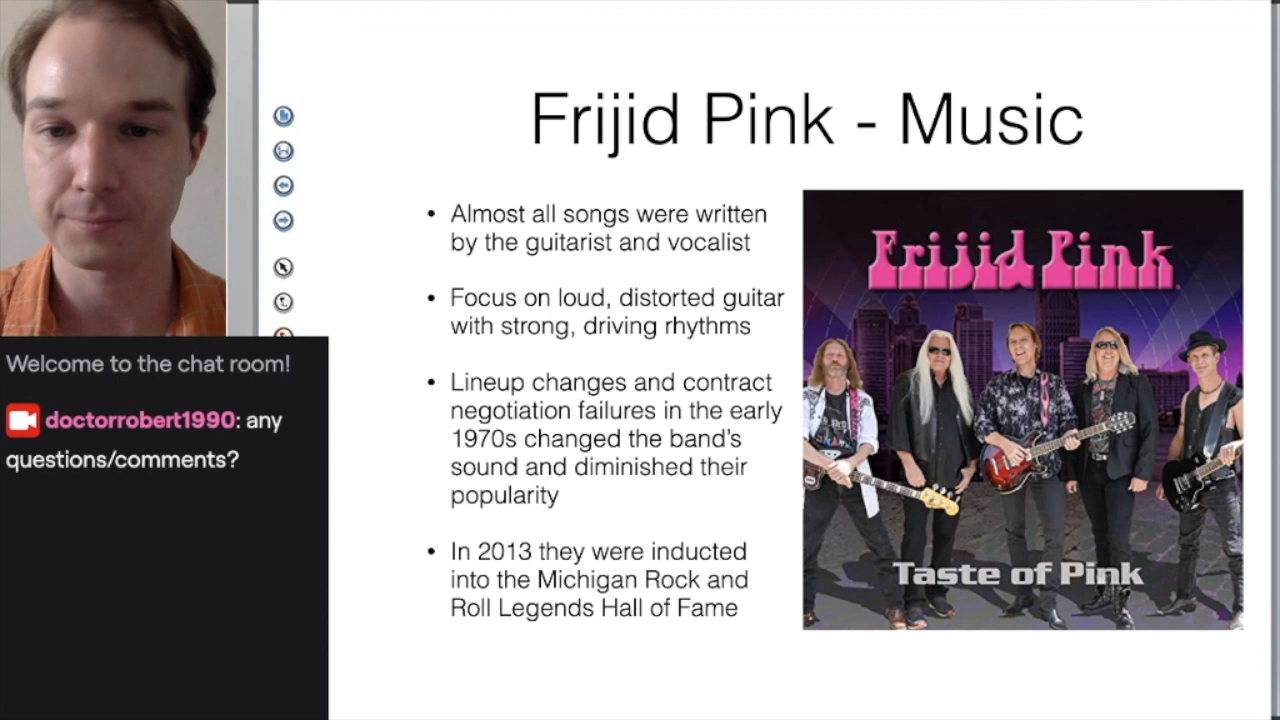 Frijid Pink - Music
• Almost all songs were written
by the guitarist and vocalist
• Focus on loud, distorted guitar
with strong, driving rhythms
• Lineup changes and contract
negotiation failures in the early
1970s changed the band's
sound and diminished their
popularity
• In 2013 they were inducted
into the Michigan Rock and
Roll Legends Hall of Fame
Frijid Pink
Taste of Pink
Welcome to the chat room!
doctorrobert1990: any
questions/comments?